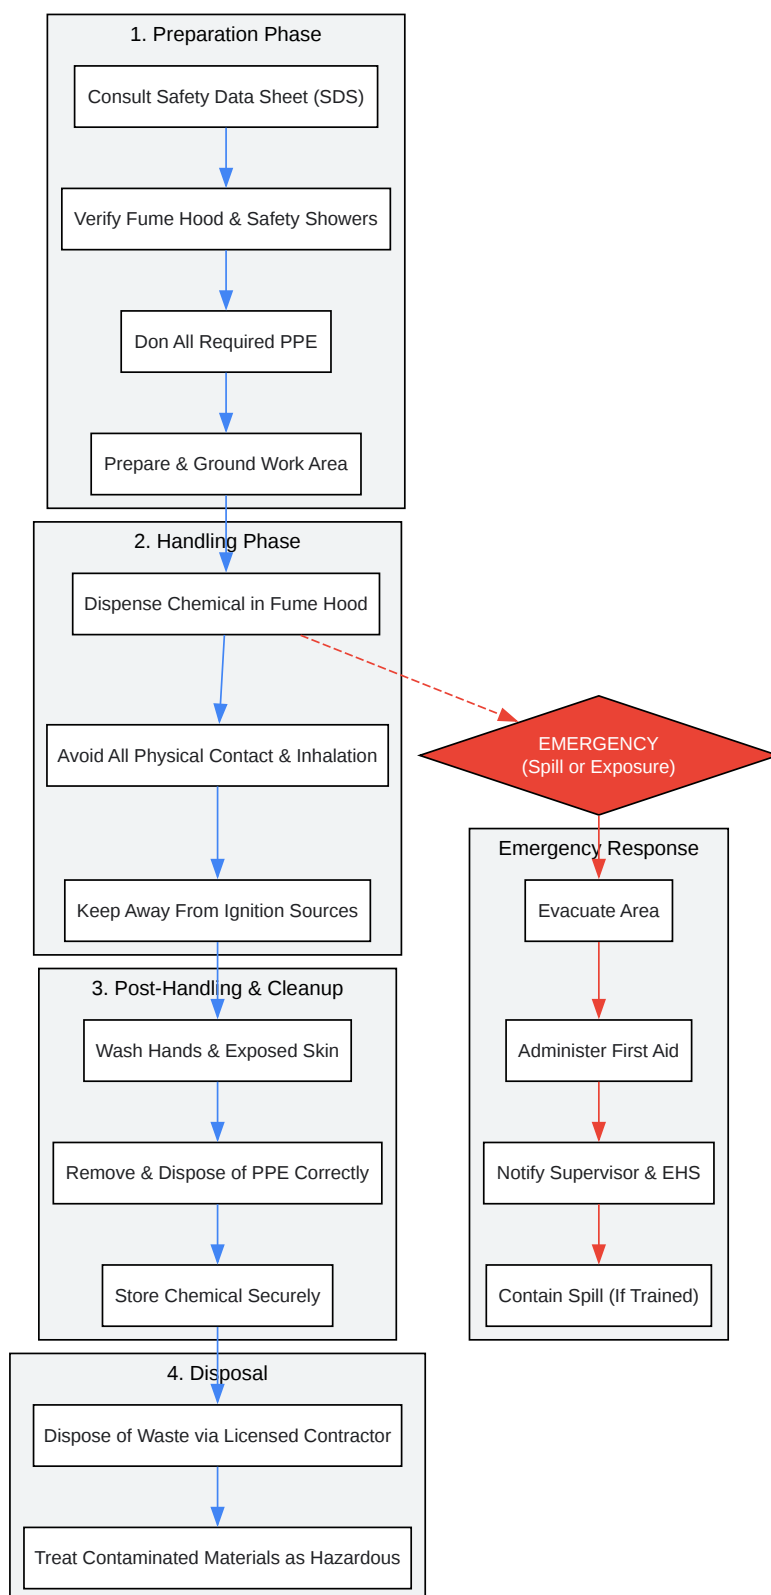 1. Preparation Phase
Consult Safety Data Sheet (SDS)
Verify Fume Hood & Safety Showers
Don All Required PPE
Prepare & Ground Work Area
2. Handling Phase
Dispense Chemical in Fume Hood
Avoid All Physical Contact & Inhalation
Keep Away From Ignition Sources
EMERGENCY
(Spill or Exposure)
Emergency Response
Evacuate Area
Administer First Aid
Notify Supervisor & EHS
Contain Spill (If Trained)
3. Post-Handling & Cleanup
Wash Hands & Exposed Skin
Remove & Dispose of PPE Correctly
Store Chemical Securely
4. Disposal
Dispose of Waste via Licensed Contractor
Treat Contaminated Materials as Hazardous